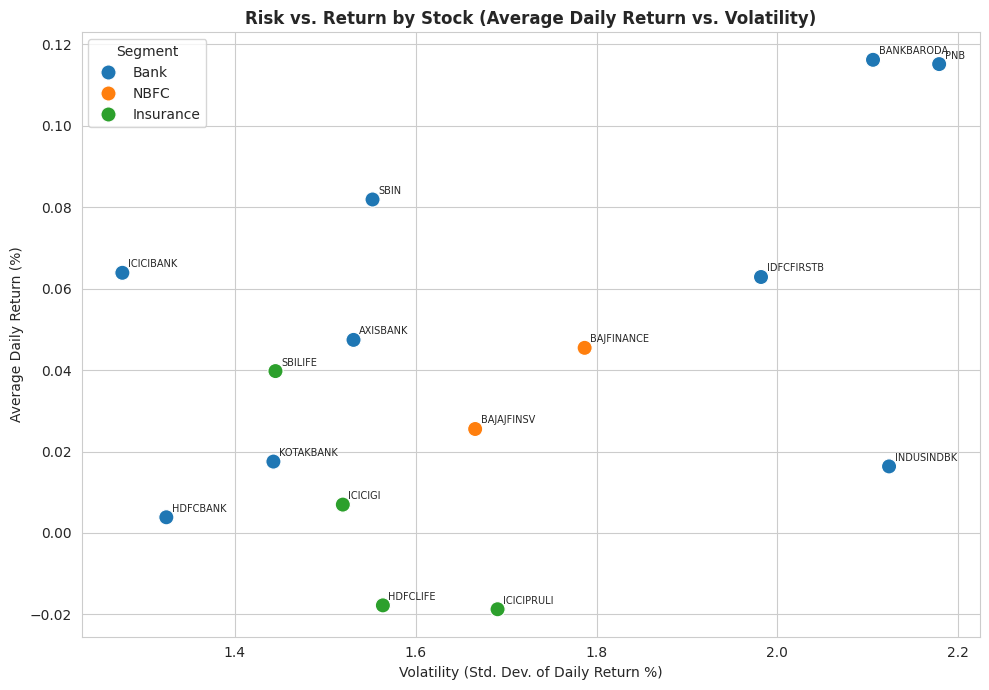 Risk vs. Return by Stock (Average Daily Return vs. Volatility)
Segment
Bank
NBFC
Insurance
BANKBARODA
PNB
SBIN
ICICIBANK
IDFCFIRSTB
AXISBANK
BAJFINANCE
SBILIFE
BAJAJFINSV
KOTAKBANK
INDUSINDBK
ICICIGI
HDFCBANK
HDFCLIFE
ICICIPRULI
0.12
0.10
0.08
0.06
0.04
0.02
0.00
−0.02
Average Daily Return (%)
1.4 1.6 1.8 2.0 2.2
Volatility (Std. Dev. of Daily Return %)